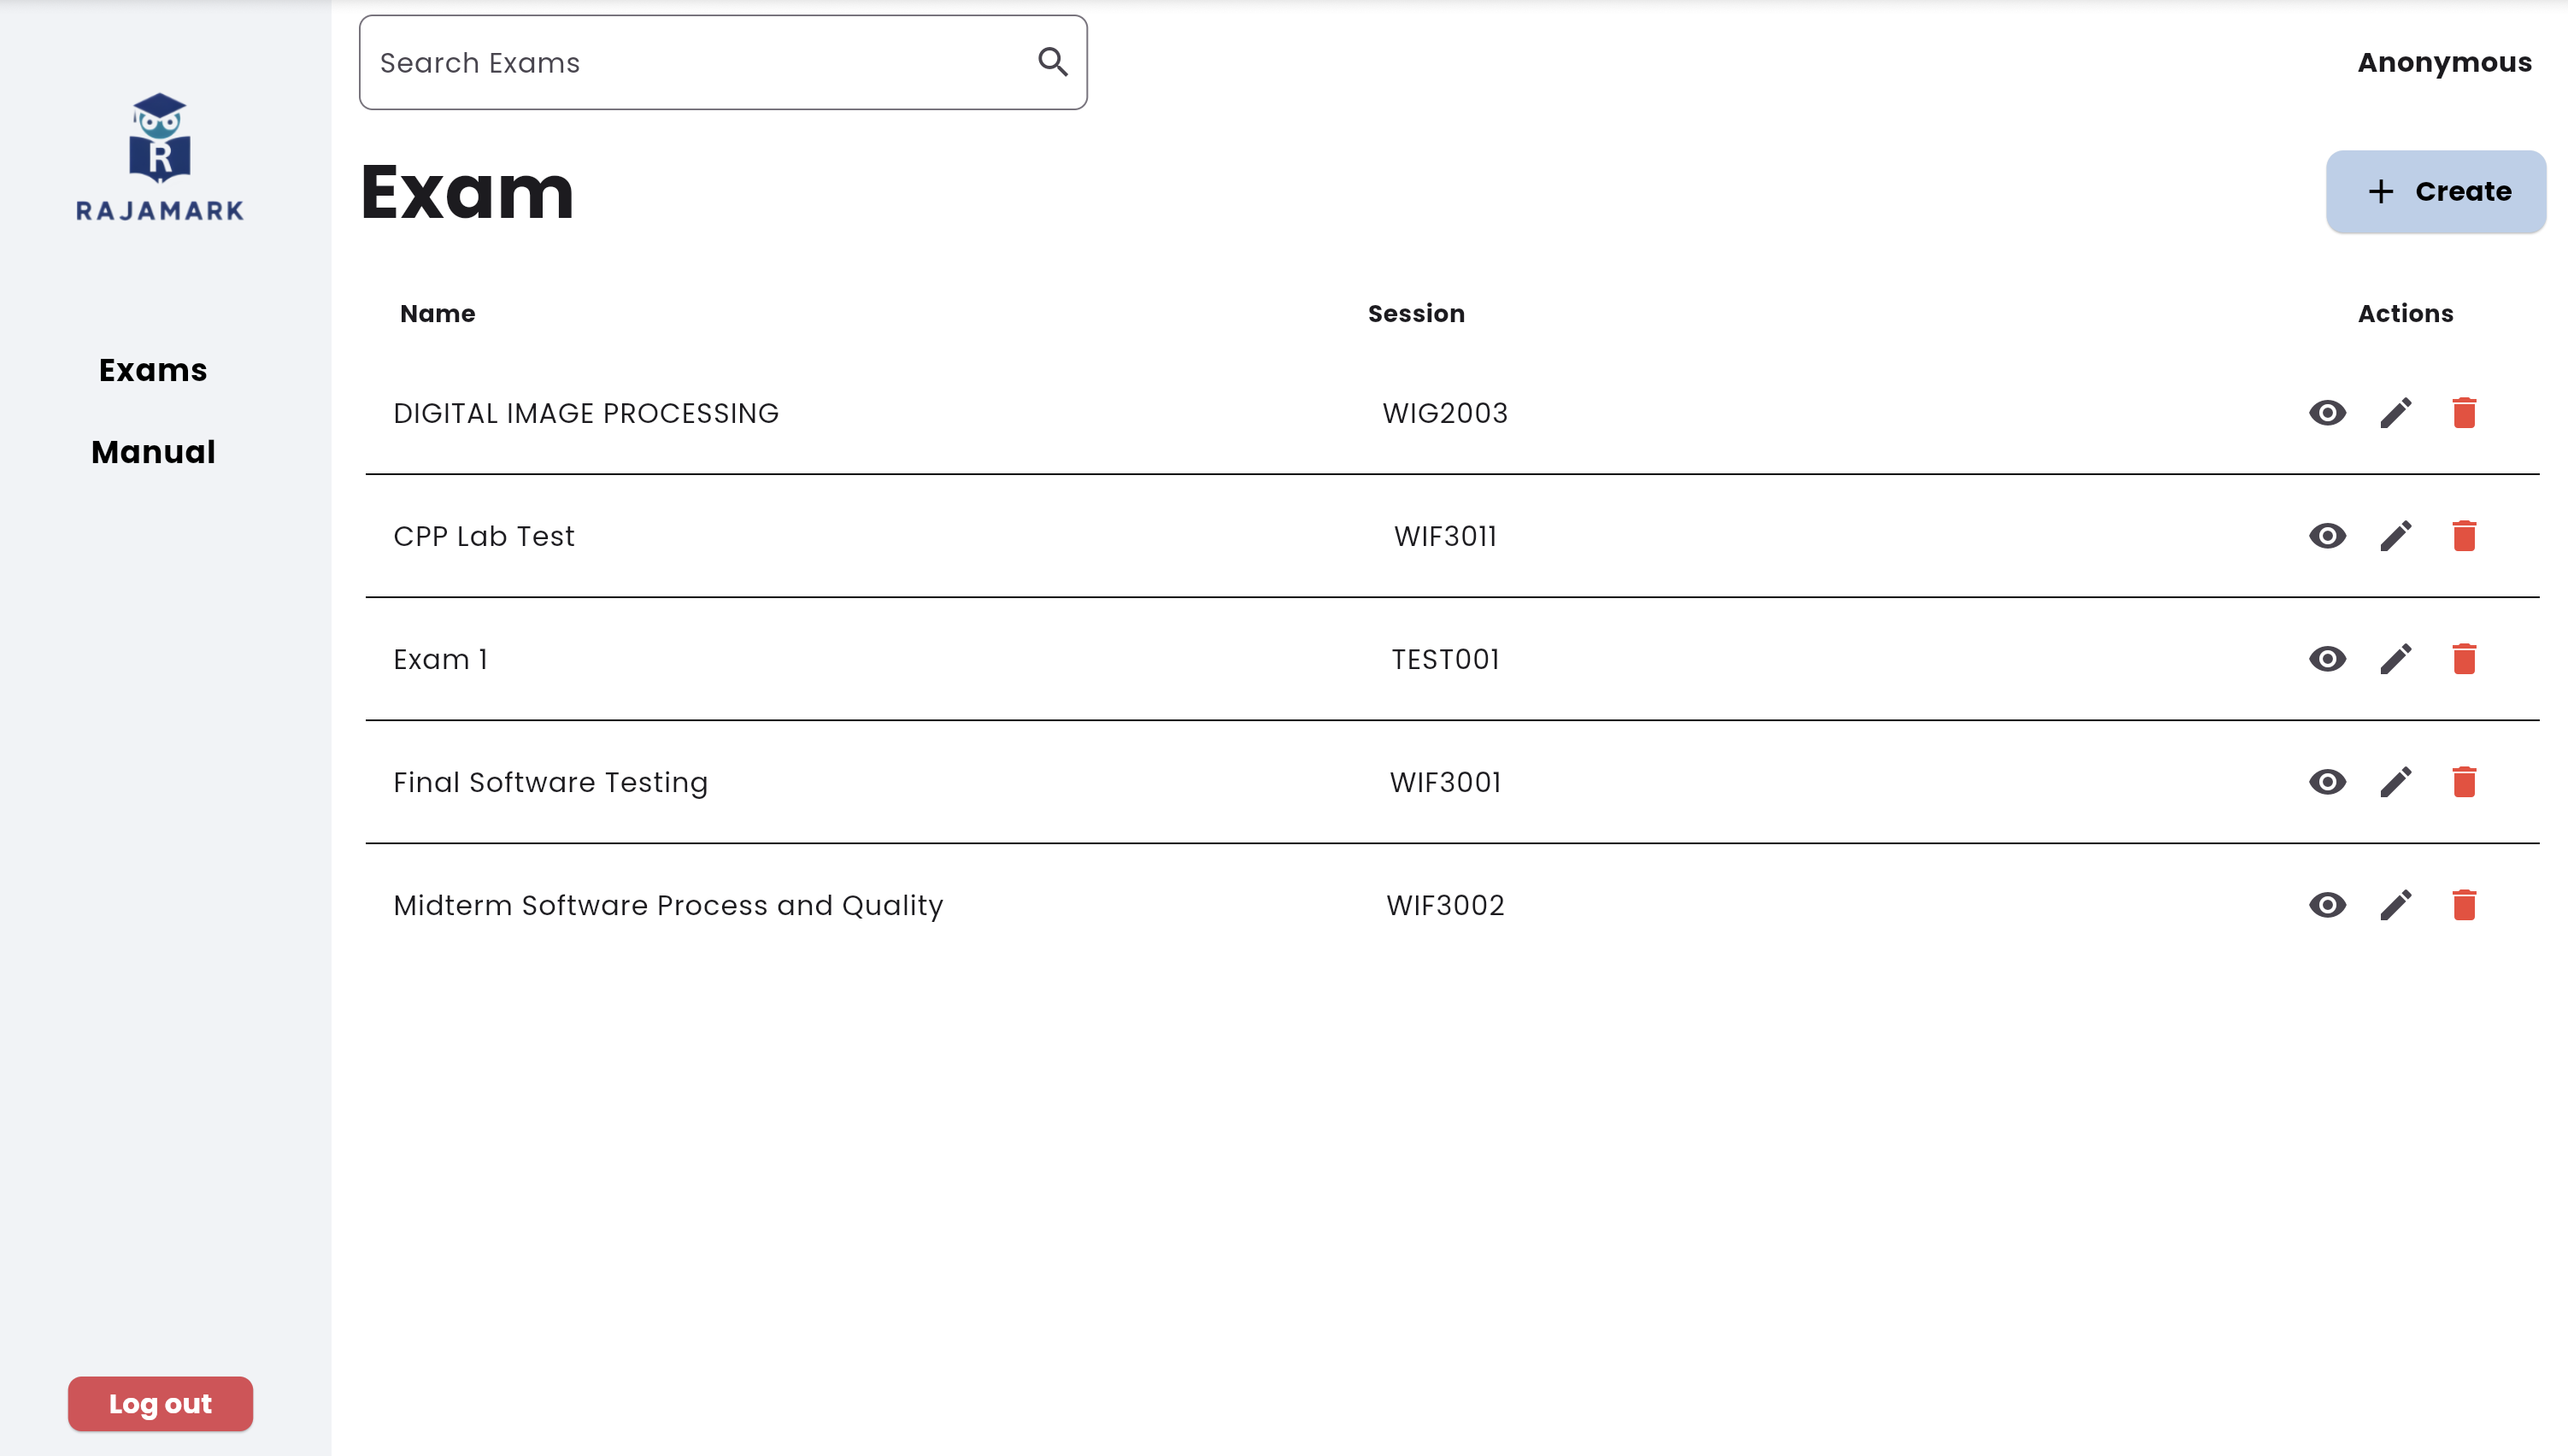 Search Exams
Anonymous
R
RAJAMARK
Exam
Create
Name Session Actions
Exams
Manual
DIGITAL IMAGE PROCESSING WIG2003
CPP Lab Test WIF3011
Exam 1 TEST001
Final Software Testing WIF3001
Midterm Software Process and Quality WIF3002
Log out